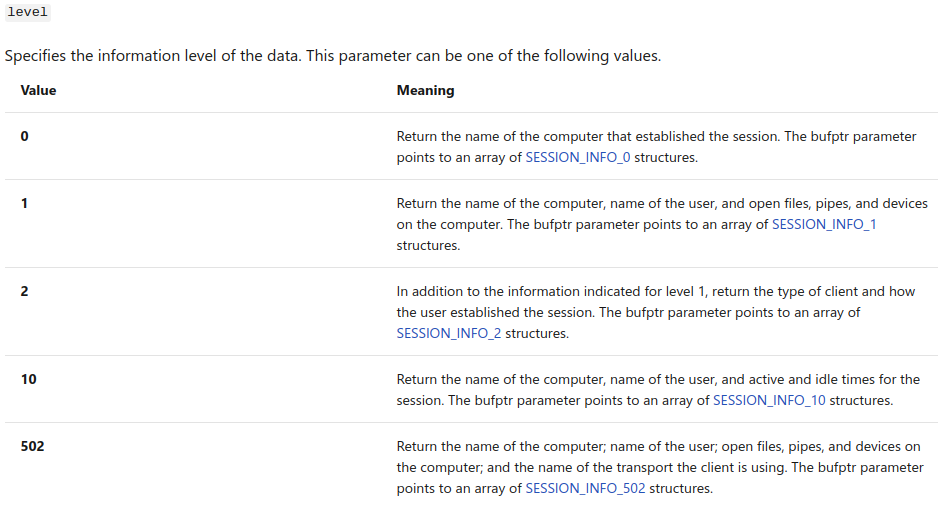 level
Specifies the information level of the data. This parameter can be one of the following values.
Value Meaning
0 Return the name of the computer that established the session. The bufptr parameter
points to an array of SESSION_INFO_0 structures.
1 Return the name of the computer, name of the user, and open files, pipes, and devices
on the computer. The bufptr parameter points to an array of SESSION_INFO_1
structures.
2 In addition to the information indicated for level 1, return the type of client and how
the user established the session. The bufptr parameter points to an array of
SESSION_INFO_2 structures.
10 Return the name of the computer, name of the user, and active and idle times for the
session. The bufptr parameter points to an array of SESSION_INFO_10 structures.
502 Return the name of the computer; name of the user; open files, pipes, and devices on
the computer; and the name of the transport the client is using. The bufptr parameter
points to an array of SESSION_INFO_502 structures.